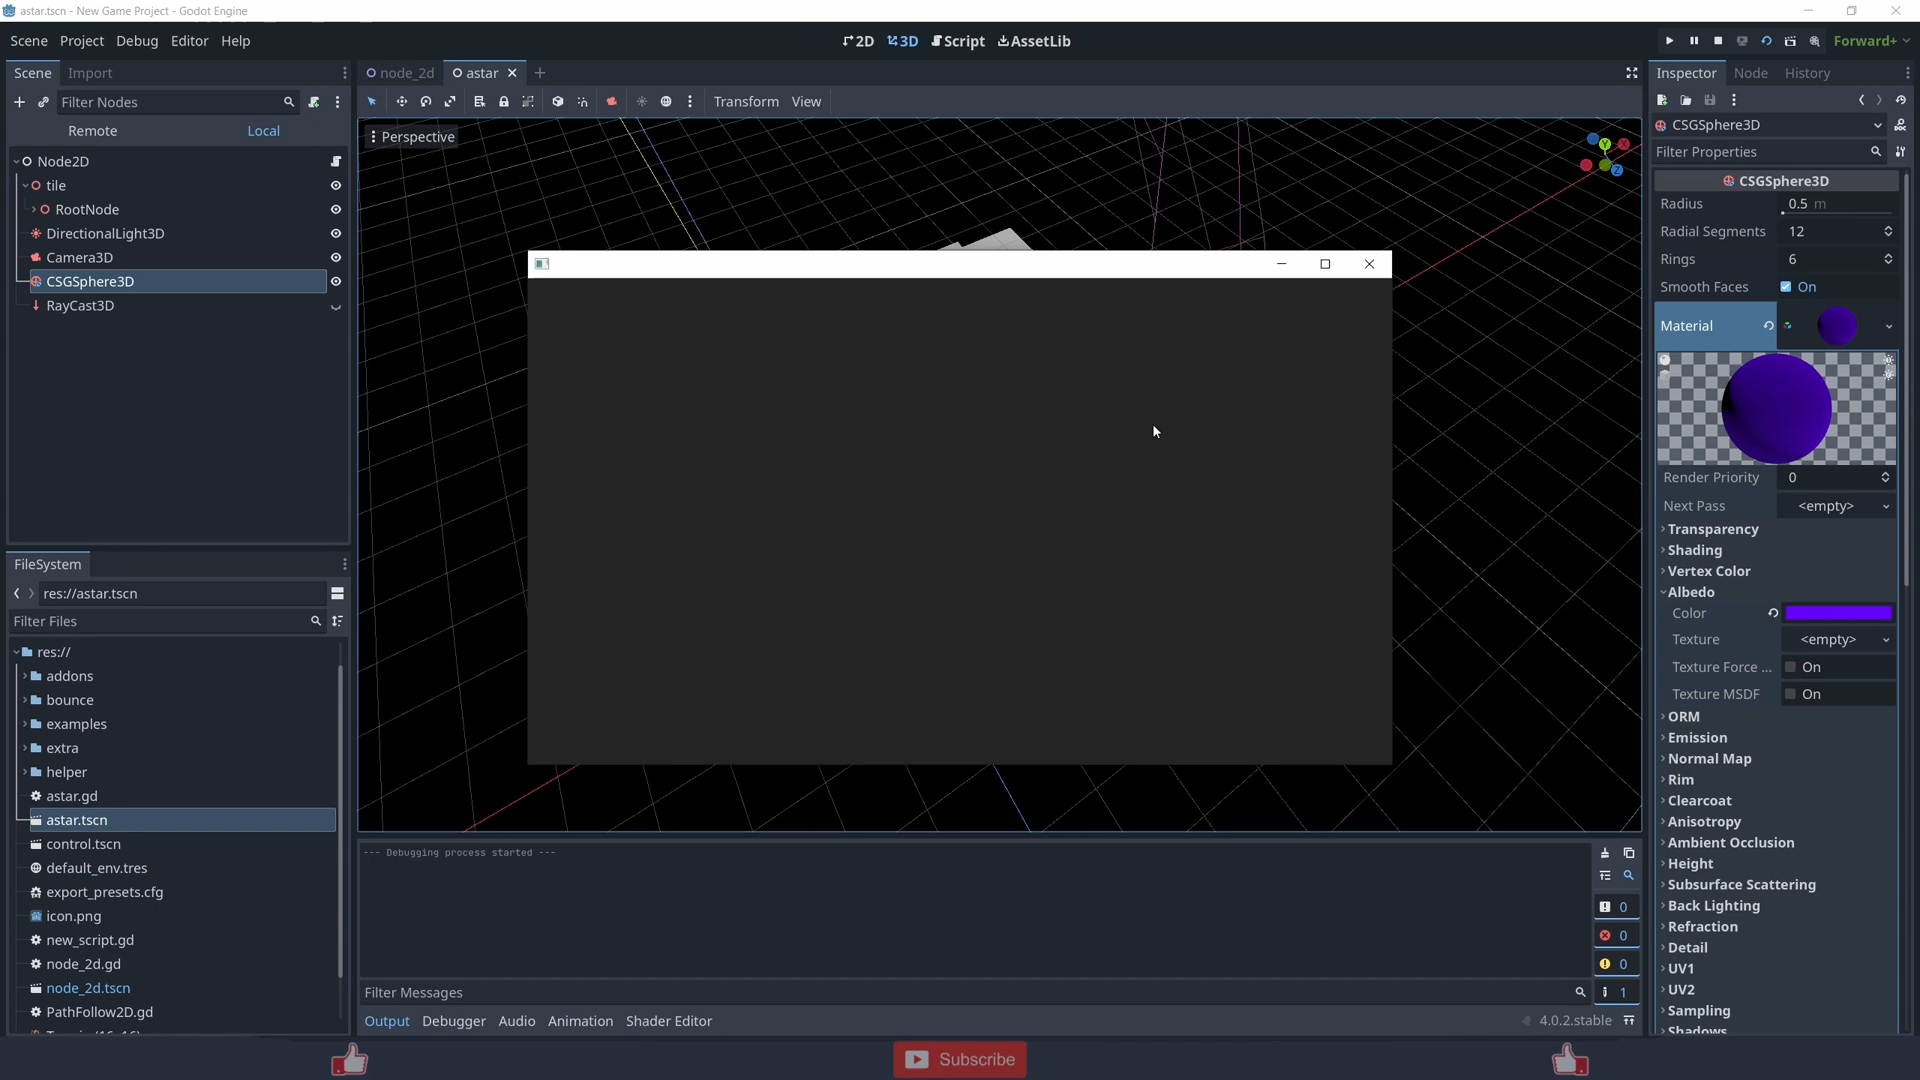 astar.tscn - New Game Project - Godot Engine
Scene Project Debug Editor Help
2D 3D Script AssetLib
Forward+
Scene Import
Filter Nodes
Remote Local
Node2D
tile
RootNode
DirectionalLight3D
Camera3D
CSGSphere3D
RayCast3D
FileSystem
res://astar.tscn
Filter Files
res://
addons
bounce
examples
extra
helper
astar.gd
astar.tscn
control.tscn
default_env.tres
export_presets.cfg
icon.png
new_script.gd
node_2d.gd
node_2d.tscn
PathFollow2D.gd
node_2d astar
Transform View
Perspective
X
Y
Z
--- Debugging process started ---
0
0
0
1
Filter Messages
Output Debugger Audio Animation Shader Editor
4.0.2.stable
Inspector Node History
CSGSphere3D
DOC
Filter Properties
CSGSphere3D
Radius 0.5 m
Radial Segments 12
Rings 6
Smooth Faces On
Material
Render Priority 0
Next Pass <empty>
Transparency
Shading
Vertex Color
Albedo
Color
Texture <empty>
Texture Force ... On
Texture MSDF On
ORM
Emission
Normal Map
Rim
Clearcoat
Anisotropy
Ambient Occlusion
Height
Subsurface Scattering
Back Lighting
Refraction
Detail
UV1
UV2
Sampling
Shadows
Subscribe